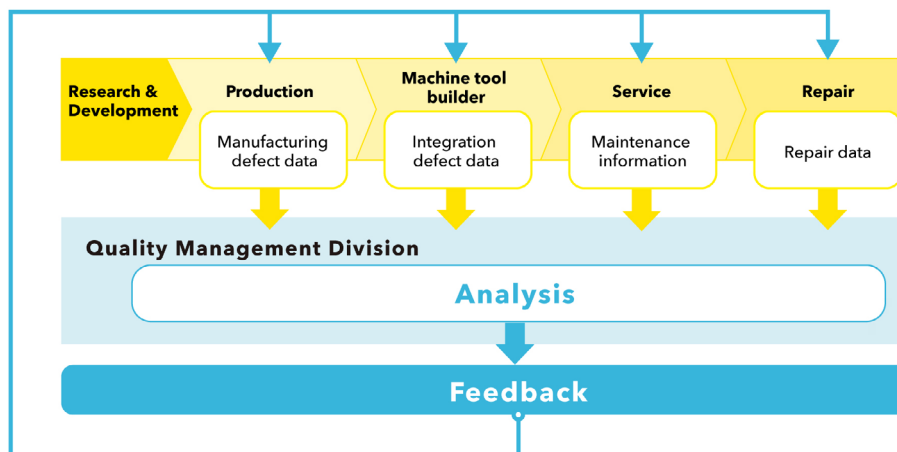 Research &
Development
Production
Machine tool
builder
Service
Repair
Manufacturing
defect data
Integration
defect data
Maintenance
information
Repair data
Quality Management Division
Analysis
Feedback